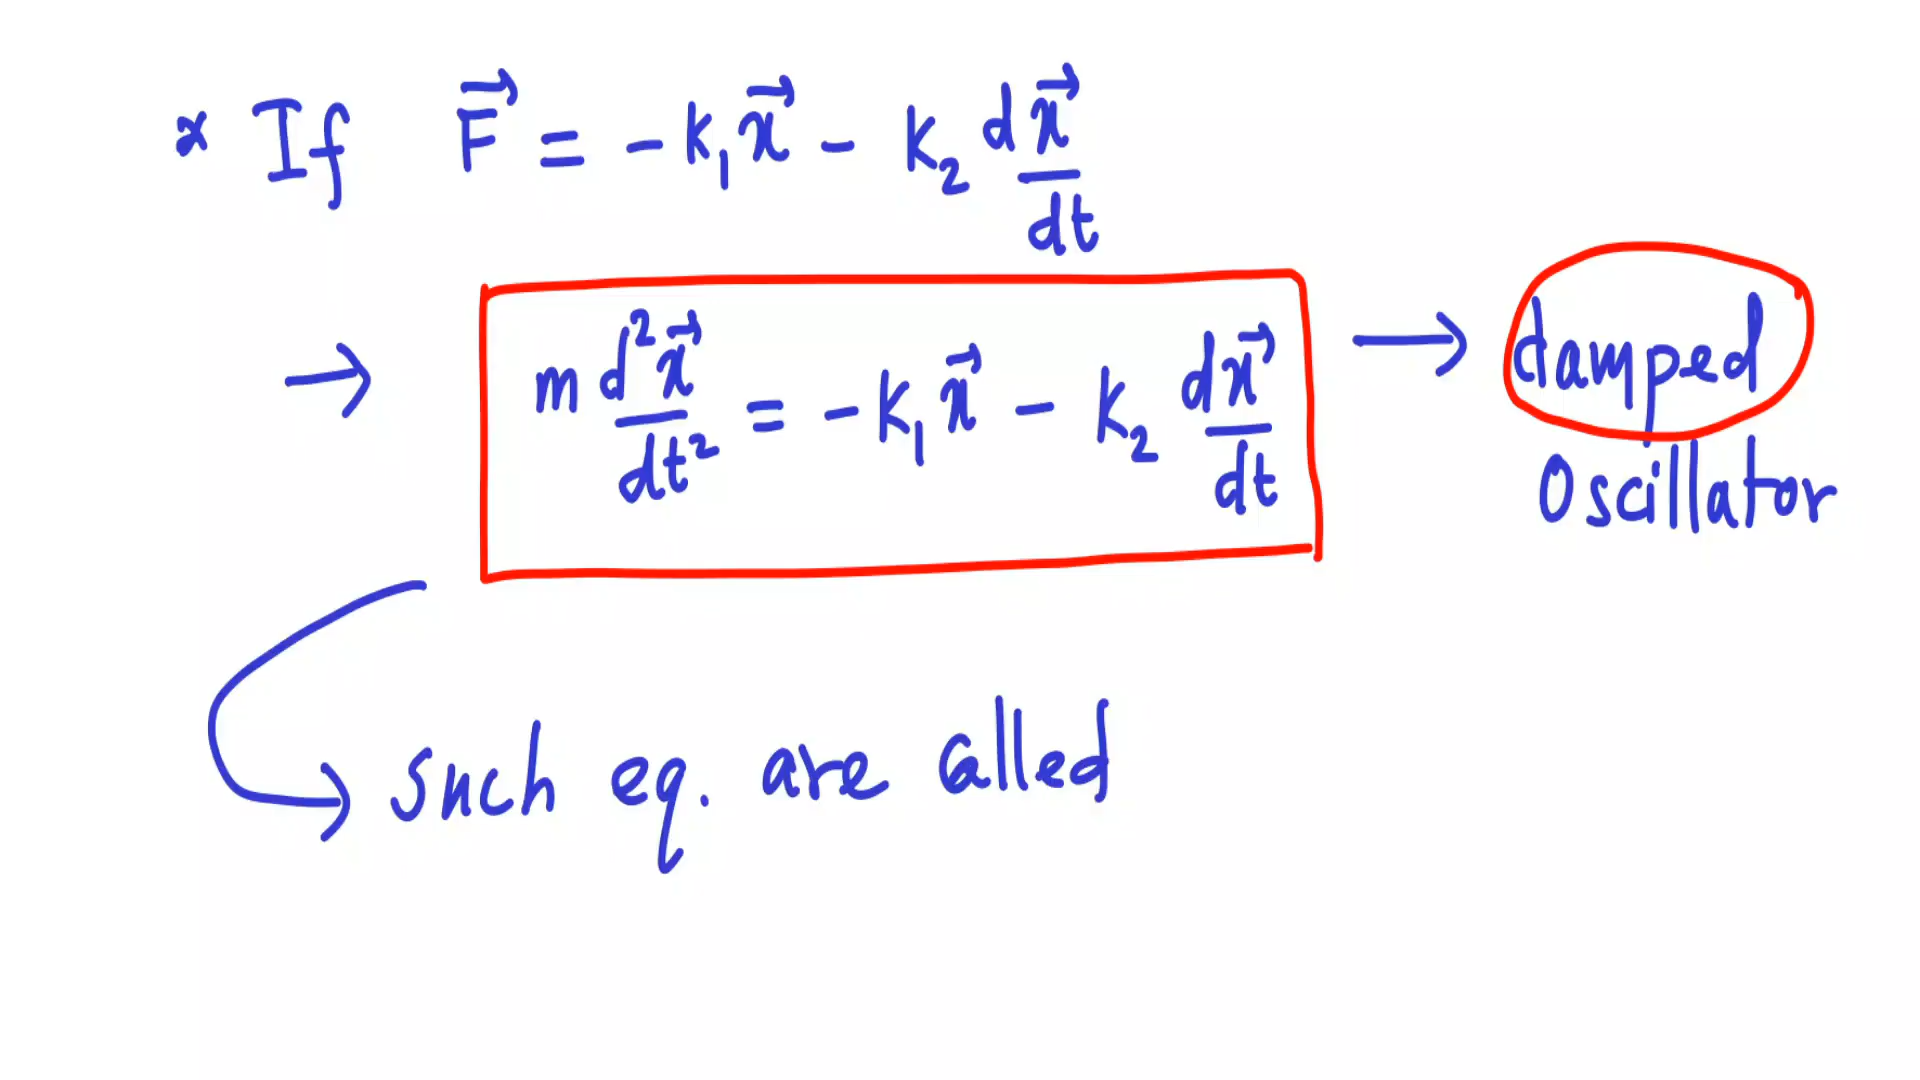 * If F⃗ = -k₁x⃗ - k₂ dx⃗/dt
→ m d²x⃗/dt² = -k₁x⃗ - k₂ dx⃗/dt → damped
Oscillator
→ such eq. are called